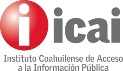 icai
Instituto Coahuilense de Acceso
a la Información Pública